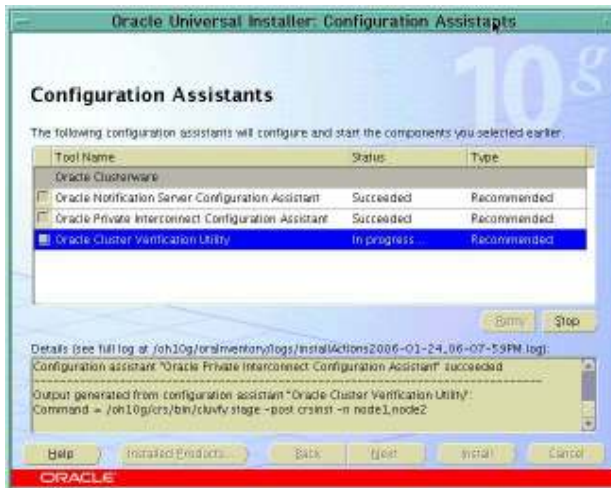 Oracle Universal Installer: Configuration Assistants
10g
Configuration Assistants
The following configuration assistants will configure and start the components you selected earlier.
Tool Name Status Type
Oracle Clusterware
Oracle Notification Server Configuration Assistant Succeeded Recommended
Oracle Private Interconnect Configuration Assistant Succeeded Recommended
Oracle Cluster Verification Utility In progress... Recommended
Retry Stop
Details (see full log at /oh10g/oraInventory/logs/installActions2006-01-24_06-07-59PM.log):
Configuration assistant "Oracle Private Interconnect Configuration Assistant" succeeded
Output generated from configuration assistant "Oracle Cluster Verification Utility":
Command = /oh10g/crs/bin/cluvfy stage -post crsinst -n node1,node2
Help Installed Products... Back Next Install Cancel
ORACLE